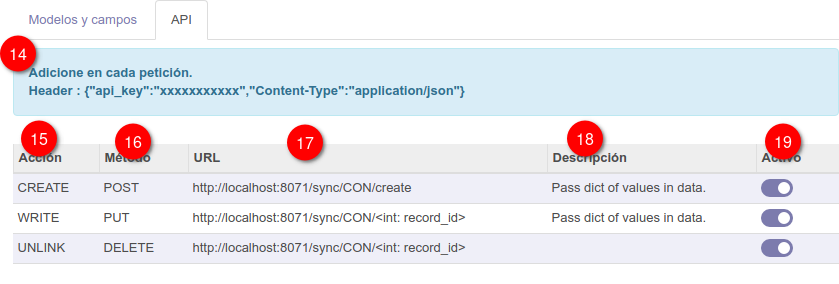 Modelos y campos API
14
Adicione en cada petición.
Header : {"api_key":"xxxxxxxxxxx","Content-Type":"application/json"}
15 16 17 18 19
Acción Método URL Descripción Activo
CREATE POST http://localhost:8071/sync/CON/create Pass dict of values in data.
WRITE PUT http://localhost:8071/sync/CON/<int: record_id> Pass dict of values in data.
UNLINK DELETE http://localhost:8071/sync/CON/<int: record_id>